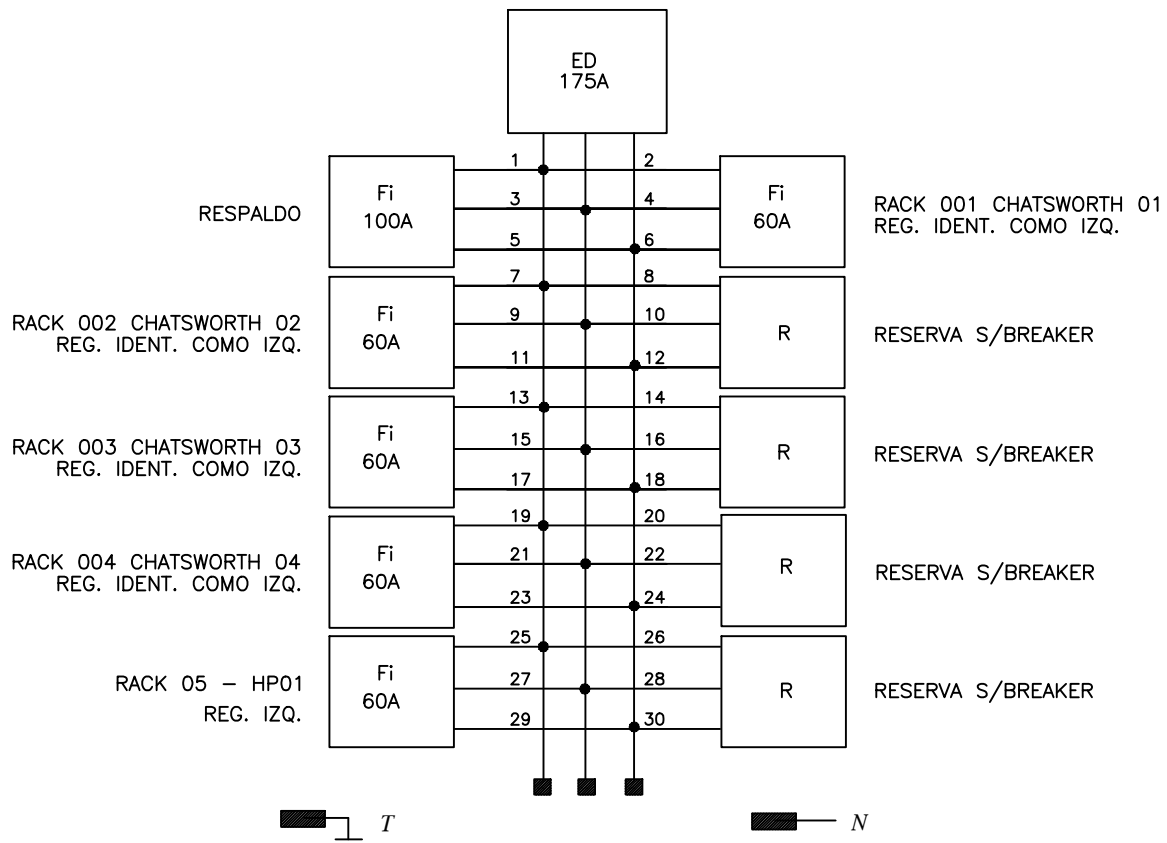 ED
175A
1
2
Fi
100A
RESPALDO
3
4
Fi
60A
RACK 001 CHATSWORTH 01
REG. IDENT. COMO IZQ.
5
6
7
8
RACK 002 CHATSWORTH 02
REG. IDENT. COMO IZQ.
Fi
60A
9
10
R
RESERVA S/BREAKER
11
12
13
14
RACK 003 CHATSWORTH 03
REG. IDENT. COMO IZQ.
Fi
60A
15
16
R
RESERVA S/BREAKER
17
18
19
20
RACK 004 CHATSWORTH 04
REG. IDENT. COMO IZQ.
Fi
60A
21
22
R
RESERVA S/BREAKER
23
24
25
26
RACK 05 – HP01
REG. IZQ.
Fi
60A
27
28
R
RESERVA S/BREAKER
29
30
T
N